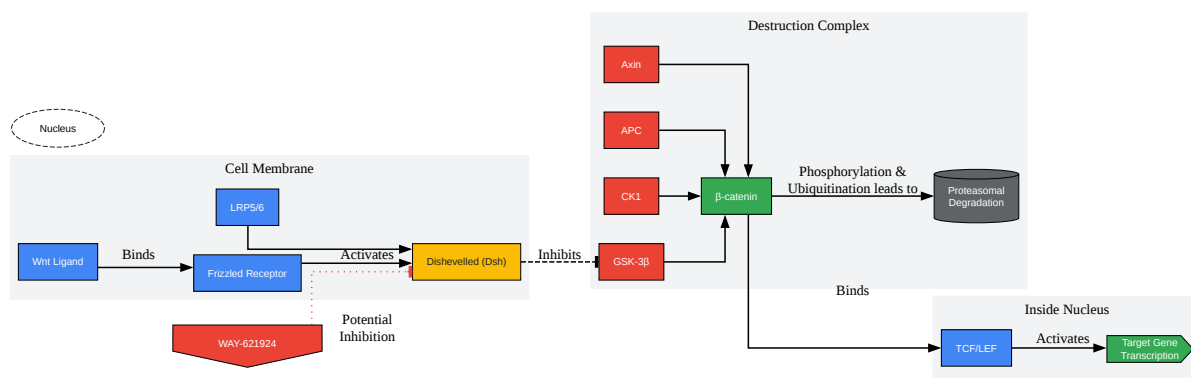 Destruction Complex
Axin
Nucleus
APC
Cell Membrane
Phosphorylation &
Ubiquitination leads to
Proteasomal
Degradation
CK1
β-catenin
LRP5/6
Wnt Ligand
Binds
Frizzled Receptor
Activates
Dishevelled (Dsh)
Inhibits
GSK-3β
Binds
Potential
Inhibition
WAY-621924
Inside Nucleus
TCF/LEF
Activates
Target Gene
Transcription